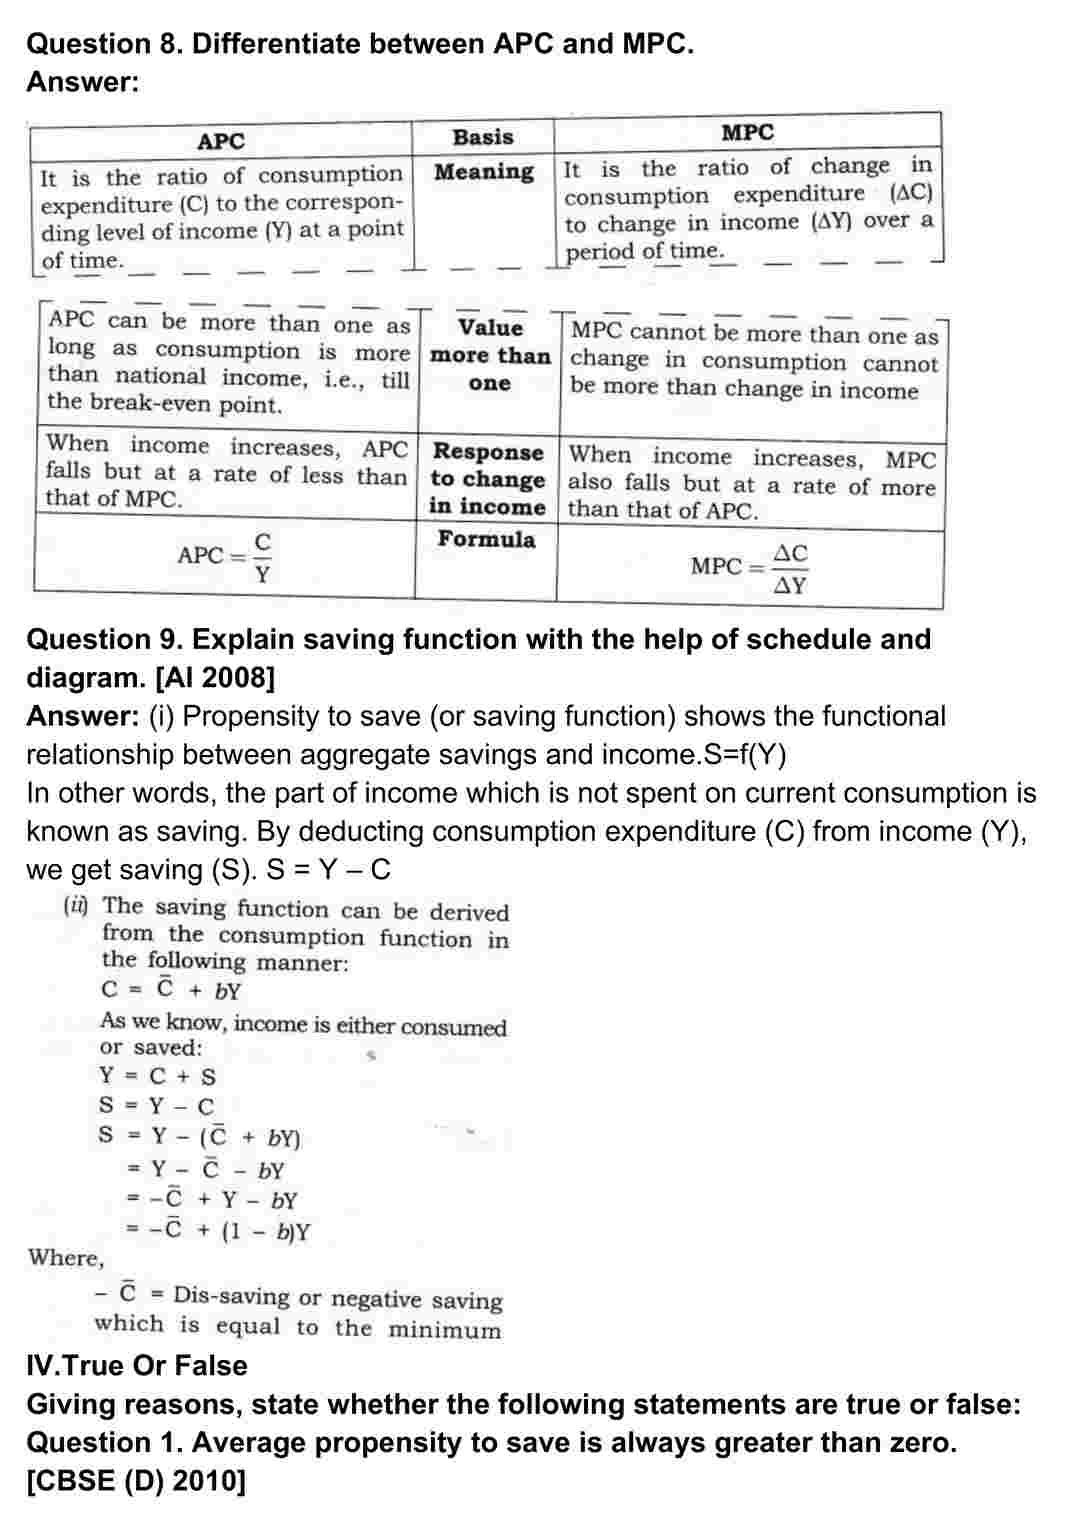 Question 8. Differentiate between APC and MPC.
Answer:
APC Basis MPC
It is the ratio of consumption
expenditure (C) to the correspon-
ding level of income (Y) at a point
of time.
Meaning
It is the ratio of change in
consumption expenditure (ΔC)
to change in income (ΔY) over a
period of time.
APC can be more than one as
long as consumption is more
than national income, i.e., till
the break-even point.
Value
more than
one
MPC cannot be more than one as
change in consumption cannot
be more than change in income
When income increases, APC
falls but at a rate of less than
that of MPC.
Response
to change
in income
When income increases, MPC
also falls but at a rate of more
than that of APC.
APC = C/Y
Formula
MPC = ΔC/ΔY
Question 9. Explain saving function with the help of schedule and
diagram. [AI 2008]
Answer: (i) Propensity to save (or saving function) shows the functional
relationship between aggregate savings and income.S=f(Y)
In other words, the part of income which is not spent on current consumption is
known as saving. By deducting consumption expenditure (C) from income (Y),
we get saving (S). S = Y – C
(ii) The saving function can be derived
from the consumption function in
the following manner:
C = C̄ + bY
As we know, income is either consumed
or saved:
Y = C + S
S = Y – C
S = Y – (C̄ + bY)
= Y – C̄ – bY
= –C̄ + Y – bY
= –C̄ + (1 – b)Y
Where,
– C̄ = Dis-saving or negative saving
which is equal to the minimum
IV.True Or False
Giving reasons, state whether the following statements are true or false:
Question 1. Average propensity to save is always greater than zero.
[CBSE (D) 2010]